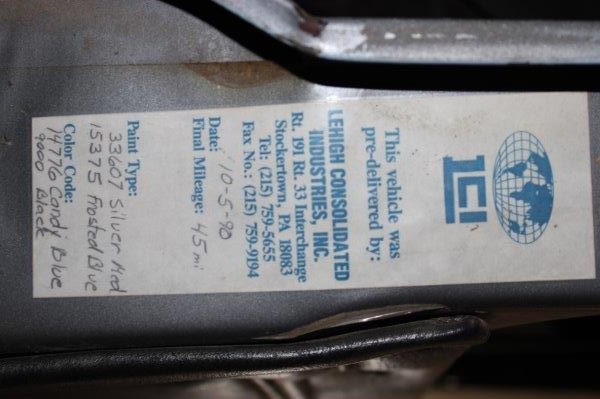 LCI
This vehicle was
pre-delivered by:
LEHIGH CONSOLIDATED
INDUSTRIES, INC.
Rt. 191 Rt. 33 Interchange
Stockertown, PA 18083
Tel: (215) 759-5655
Fax No.: (215) 759-9194
Date: 10-5-90
Final Mileage: 45 mi
Paint Type:
33607 Silver Med
15375 Frosted Blue
Color Code:
14776 Candy Blue
9000 Black